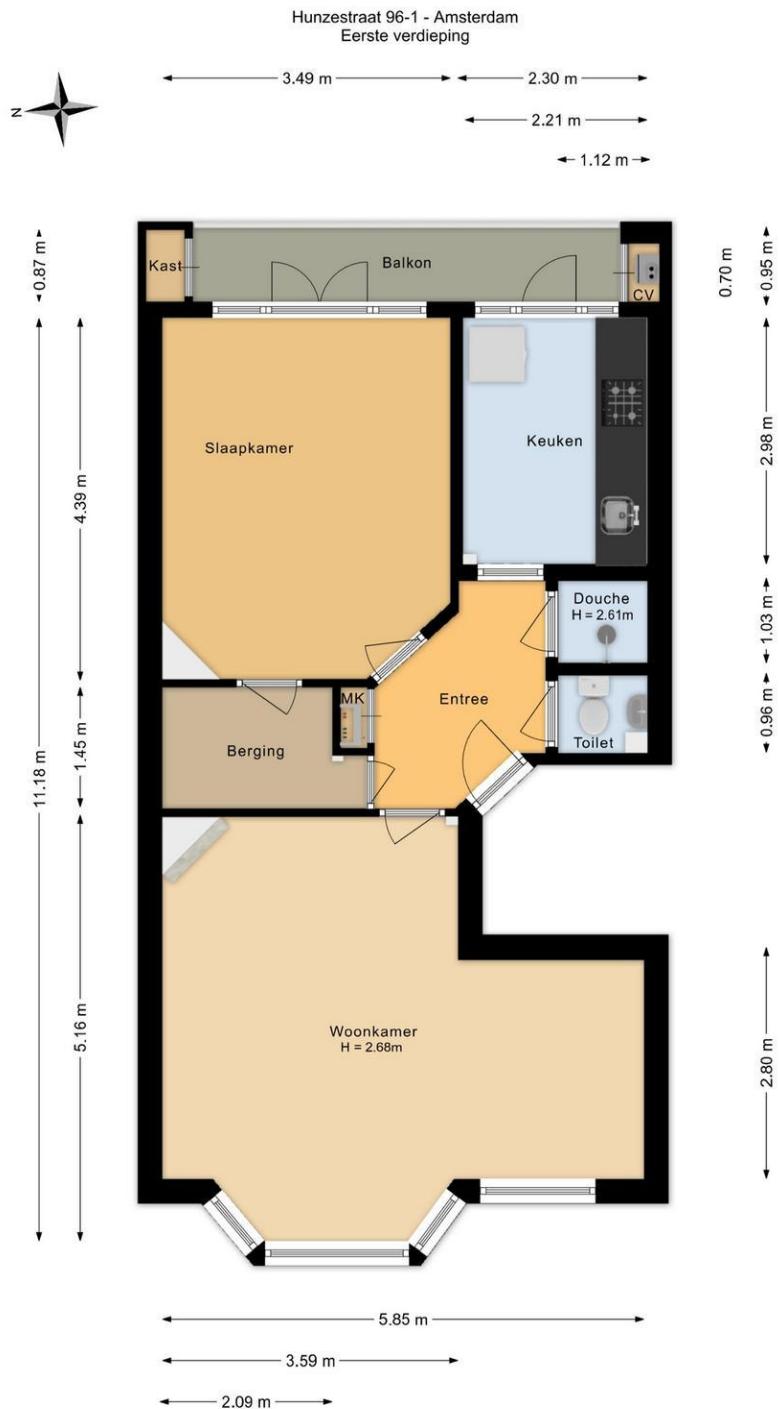 Hunzestraat 96-1 - Amsterdam
Eerste verdieping
3.49 m
2.30 m
2.21 m
1.12 m
N
0.87 m
0.70 m
0.95 m
Kast
Balkon
CV
Slaapkamer
Keuken
4.39 m
2.98 m
Douche
H = 2.61m
1.03 m
MK
Entree
Toilet
0.96 m
Berging
1.45 m
11.18 m
Woonkamer
H = 2.68m
5.16 m
2.80 m
5.85 m
3.59 m
2.09 m